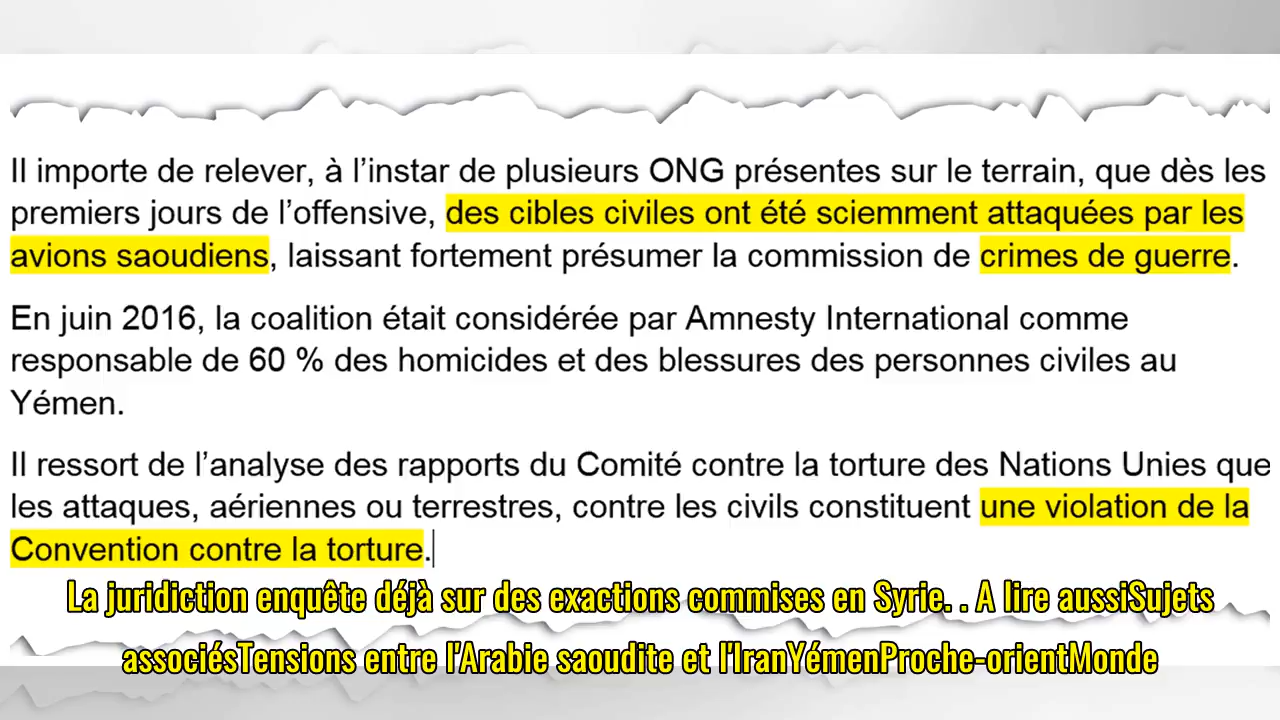 Il importe de relever, à l’instar de plusieurs ONG présentes sur le terrain, que dès les
premiers jours de l’offensive, des cibles civiles ont été sciemment attaquées par les
avions saoudiens, laissant fortement présumer la commission de crimes de guerre.
En juin 2016, la coalition était considérée par Amnesty International comme
responsable de 60 % des homicides et des blessures des personnes civiles au
Yémen.
Il ressort de l’analyse des rapports du Comité contre la torture des Nations Unies que
les attaques, aériennes ou terrestres, contre les civils constituent une violation de la
Convention contre la torture.
La juridiction enquête déjà sur des exactions commises en Syrie. . A lire aussiSujets
associésTensions entre l'Arabie saoudite et l'IranYémenProche-orientMonde